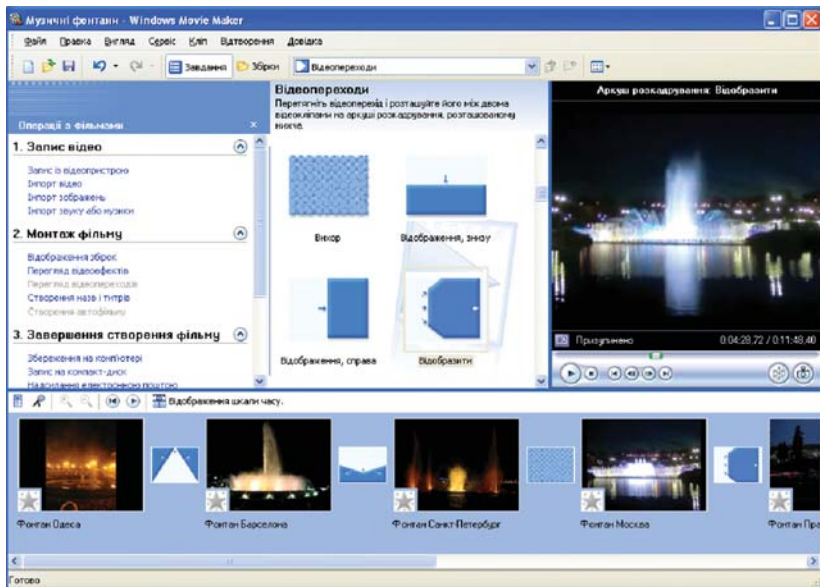 Музичні фонтани - Windows Movie Maker
Файл Правка Вигляд Сервіс Кліп Відтворення Довідка
Завдання Збірки Відеопереходи
Операції з фільмами
1. Запис відео
Запис із відеопристрою
Імпорт відео
Імпорт зображень
Імпорт звуку або музики
2. Монтаж фільму
Відображення збірок
Перегляд відеоефектів
Перегляд відеопереходів
Створення назв і титрів
Створення автофільму
3. Завершення створення фільму
Збереження на комп'ютері
Запис на компакт-диск
Надсилання електронною поштою
Відеопереходи
Перетягніть відеоперехід і розташуйте його між двома
відеокліпами на аркуші розкадрування, розташованому
нижче.
Вихор
Відображення, знизу
Відображення, справа
Відобразити
Аркуш розкадрування: Відобразити
Призупинено 0:04:28,72 / 0:11:48,40
Відображення шкали часу.
Фонтан Одеса
Фонтан Барселона
Фонтан Санкт-Петербург
Фонтан Москва
Фонтан Пра
Готово